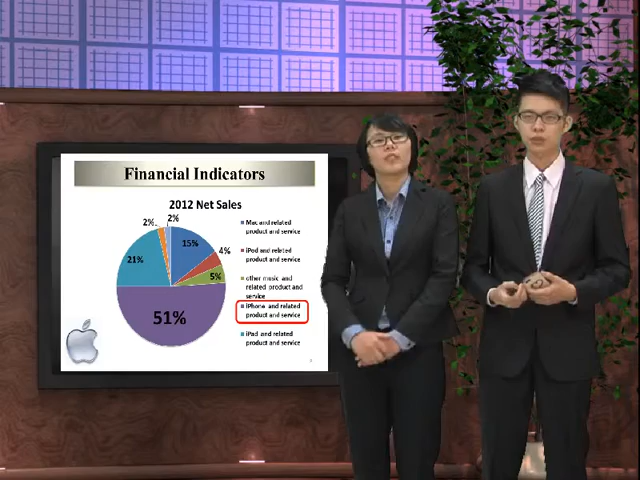 Financial Indicators
2012 Net Sales
2%
2%
15%
4%
5%
21%
51%
Mac and related
product and service
iPod and related
product and service
other music and
related product and
service
iPhone and related
product and service
iPad and related
product and service